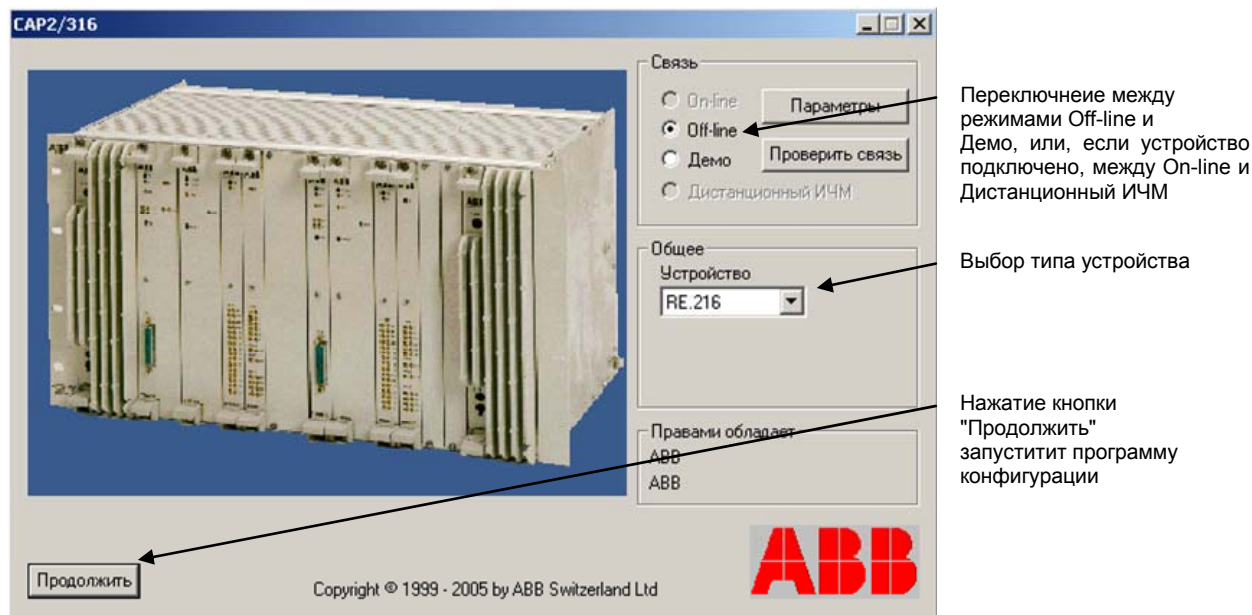 CAP2/316
Связь
On-line
Параметры
Off-line
Демо
Проверить связь
Дистанционный ИЧМ
Общее
Устройство
RE.216
Правами обладает
ABB
ABB
Продолжить
Copyright © 1999 - 2005 by ABB Switzerland Ltd
ABB
Переключнеие между
режимами Off-line и
Демо, или, если устройство
подключено, между On-line и
Дистанционный ИЧМ
Выбор типа устройства
Нажатие кнопки
"Продолжить"
запуститит программу
конфигурации